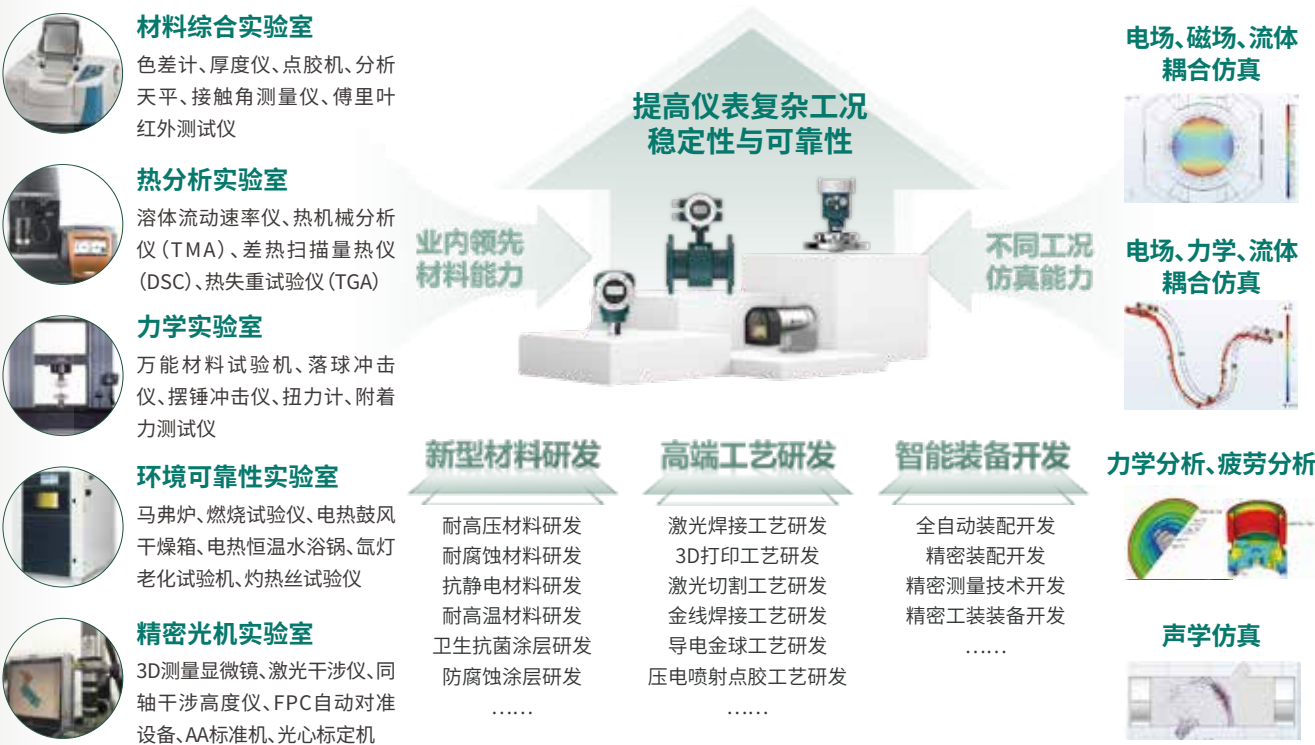 材料综合实验室
色差计、厚度仪、点胶机、分析
天平、接触角测量仪、傅里叶
红外测试仪
热分析实验室
溶体流动速率仪、热机械分析
仪（TMA）、差热扫描量热仪
（DSC）、热失重试验仪（TGA）
力学实验室
万能材料试验机、落球冲击
仪、摆锤冲击仪、扭力计、附着
力测试仪
环境可靠性实验室
马弗炉、燃烧试验仪、电热鼓风
干燥箱、电热恒温水浴锅、氙灯
老化试验机、灼热丝试验仪
精密光机实验室
3D测量显微镜、激光干涉仪、同
轴干涉高度仪、FPC自动对准
设备、AA标准机、光心标定机
提高仪表复杂工况
稳定性与可靠性
业内领先
材料能力
不同工况
仿真能力
新型材料研发
耐高压材料研发
耐腐蚀材料研发
抗静电材料研发
耐高温材料研发
卫生抗菌涂层研发
防腐蚀涂层研发
……
高端工艺研发
激光焊接工艺研发
3D打印工艺研发
激光切割工艺研发
金线焊接工艺研发
导电金球工艺研发
压电喷射点胶工艺研发
……
智能装备开发
全自动装配开发
精密装配开发
精密测量技术开发
精密工装装备开发
……
电场、磁场、流体
耦合仿真
电场、力学、流体
耦合仿真
力学分析、疲劳分析
声学仿真